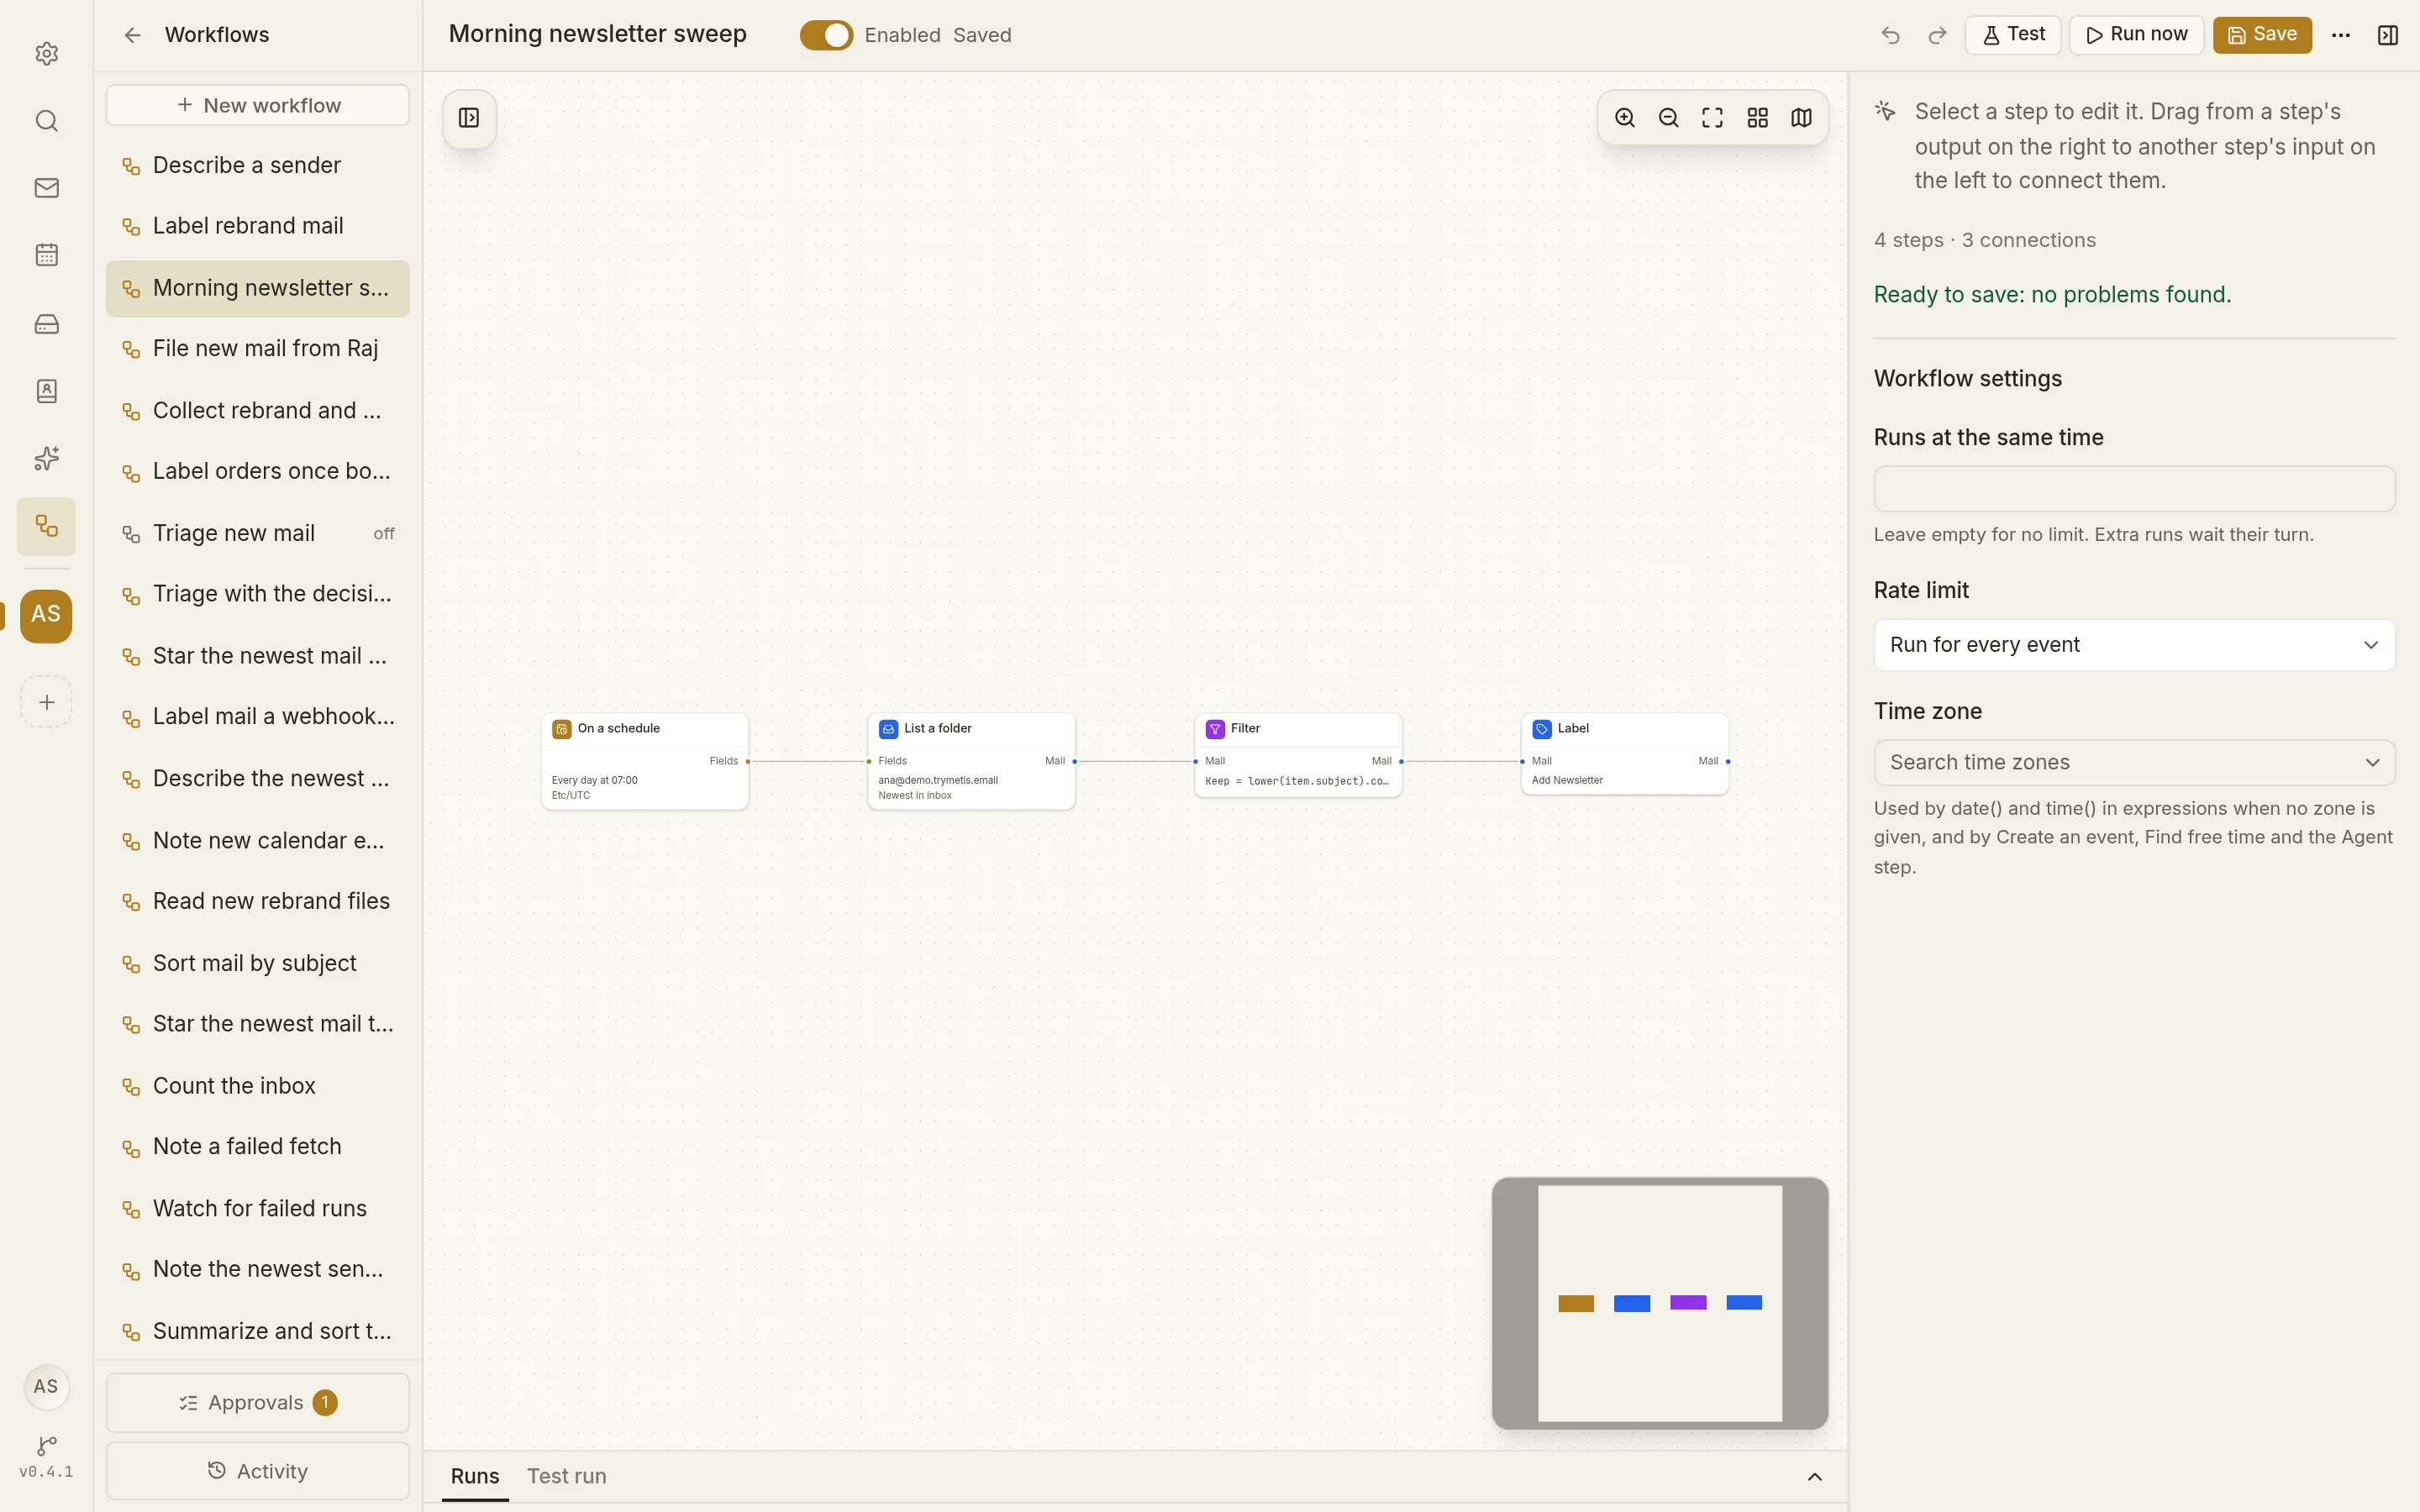 Workflows
New workflow
Describe a sender
Label rebrand mail
Morning newsletter s...
File new mail from Raj
Collect rebrand and ...
Label orders once bo...
Triage new mail off
Triage with the decisi...
Star the newest mail ...
Label mail a webhook...
Describe the newest ...
Note new calendar e...
Read new rebrand files
Sort mail by subject
Star the newest mail t...
Count the inbox
Note a failed fetch
Watch for failed runs
Note the newest sen...
Summarize and sort t...
Approvals 1
Activity
AS
AS
v0.4.1
Morning newsletter sweep
Enabled Saved
Test
Run now
Save
On a schedule
Fields
Every day at 07:00
Etc/UTC
List a folder
Fields Mail
ana@demo.trymetis.email
Newest in inbox
Filter
Mail Mail
Keep = lower(item.subject).co...
Label
Mail Mail
Add Newsletter
Runs Test run
Select a step to edit it. Drag from a step's
output on the right to another step's input on
the left to connect them.
4 steps · 3 connections
Ready to save: no problems found.
Workflow settings
Runs at the same time
Leave empty for no limit. Extra runs wait their turn.
Rate limit
Run for every event
Time zone
Search time zones
Used by date() and time() in expressions when no zone is
given, and by Create an event, Find free time and the Agent
step.